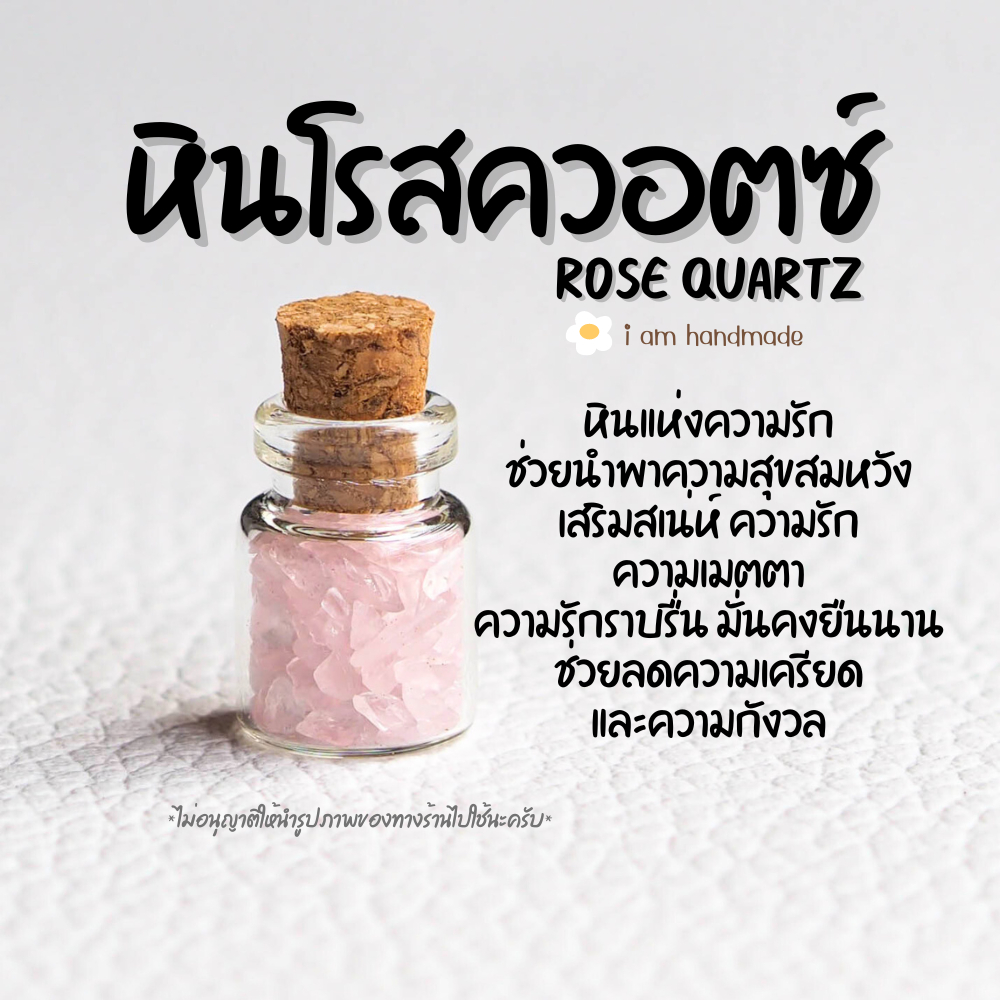 หินโรสควอตซ์
ROSE QUARTZ
i am handmade
หินแห่งความรัก
ช่วยนำพาความสุขสมหวัง
เสริมสเน่ห์ ความรัก
ความเมตตา
ความรักราบรื่น มั่นคงยืนนาน
ช่วยลดความเครียด
และความกังวล
*ไม่อนุญาติให้นำรูปภาพของทางร้านไปใช้นะครับ*